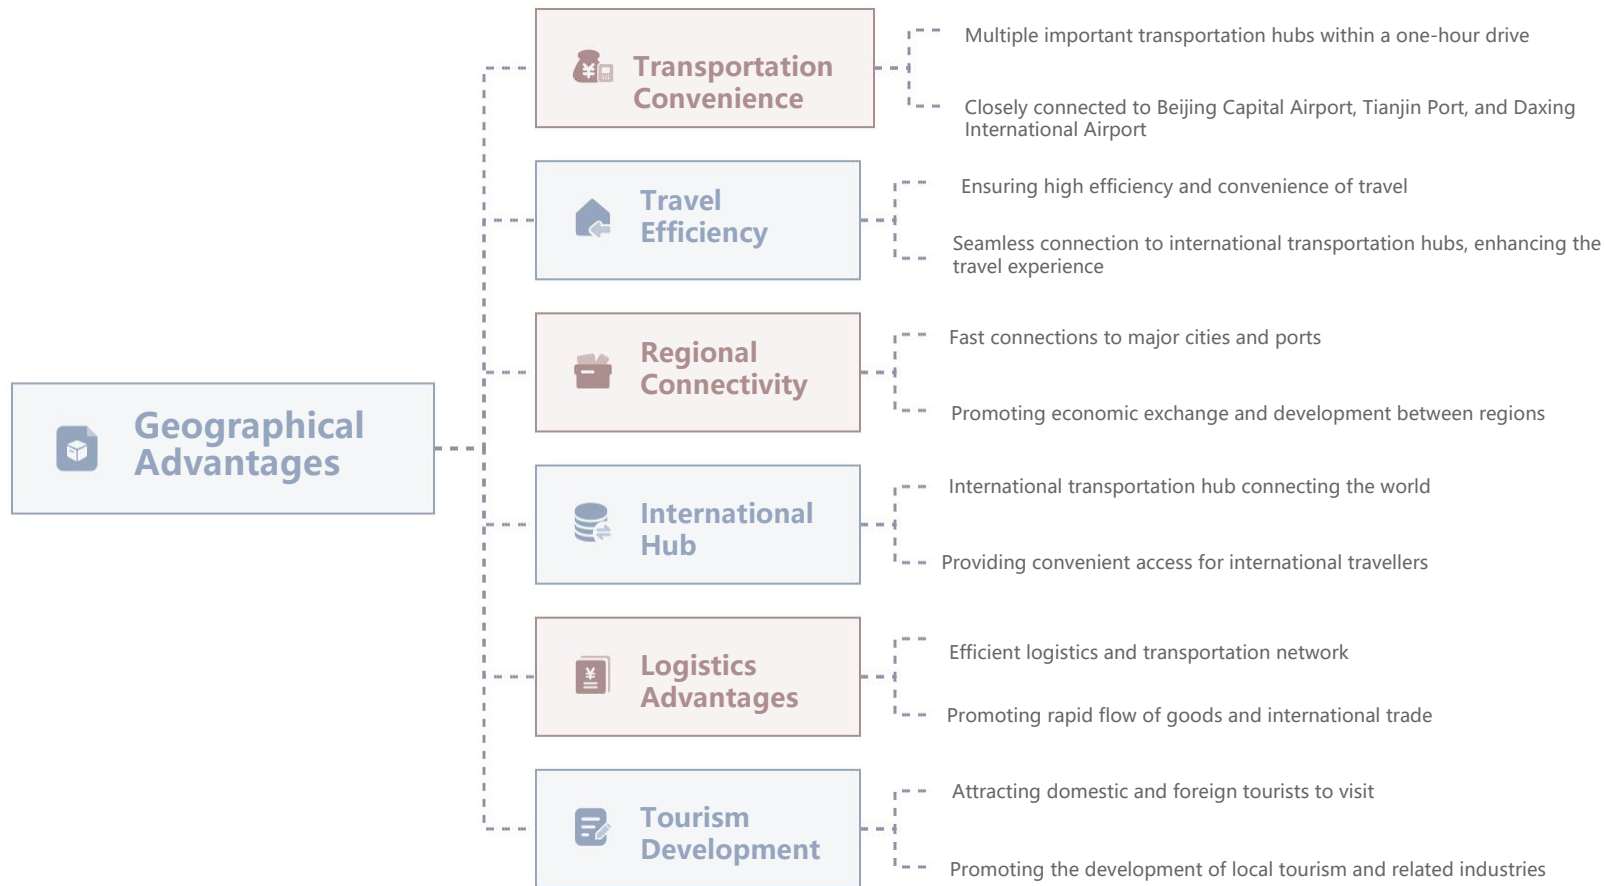 Geographical
Advantages
Transportation
Convenience
Multiple important transportation hubs within a one-hour drive
Closely connected to Beijing Capital Airport, Tianjin Port, and Daxing
International Airport
Travel
Efficiency
Ensuring high efficiency and convenience of travel
Seamless connection to international transportation hubs, enhancing the
travel experience
Regional
Connectivity
Fast connections to major cities and ports
Promoting economic exchange and development between regions
International
Hub
International transportation hub connecting the world
Providing convenient access for international travellers
Logistics
Advantages
Efficient logistics and transportation network
Promoting rapid flow of goods and international trade
Tourism
Development
Attracting domestic and foreign tourists to visit
Promoting the development of local tourism and related industries